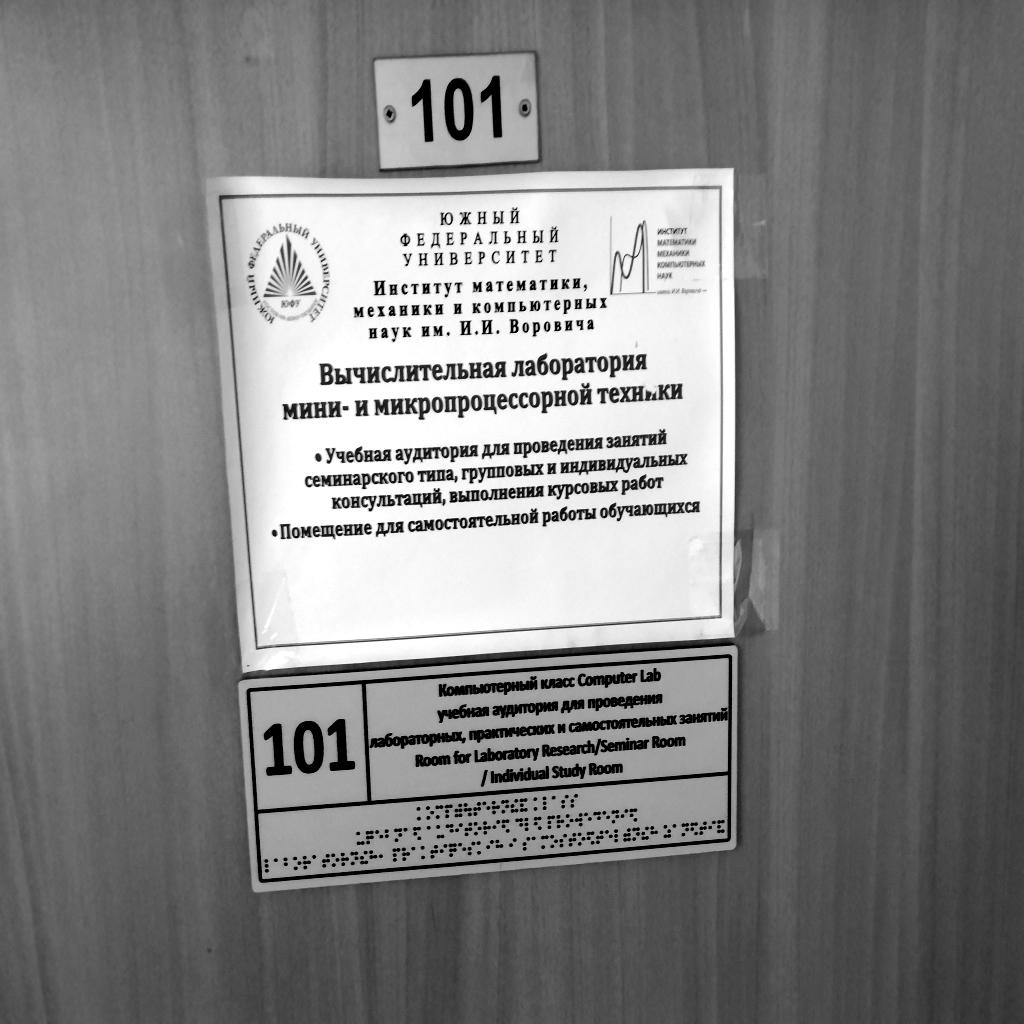 101
ЮЖНЫЙ ФЕДЕРАЛЬНЫЙ УНИВЕРСИТЕТ
ЮФУ
ЮЖНЫЙ
ФЕДЕРАЛЬНЫЙ
УНИВЕРСИТЕТ
ИНСТИТУТ
МАТЕМАТИКИ
МЕХАНИКИ
КОМПЬЮТЕРНЫХ
НАУК
имени И.И. Воровича
Институт математики,
механики и компьютерных
наук им. И.И. Воровича
Вычислительная лаборатория
мини- и микропроцессорной техники
• Учебная аудитория для проведения занятий
семинарского типа, групповых и индивидуальных
консультаций, выполнения курсовых работ
• Помещение для самостоятельной работы обучающихся
101
Компьютерный класс Computer Lab
учебная аудитория для проведения
лабораторных, практических и самостоятельных занятий
Room for Laboratory Research/Seminar Room
/ Individual Study Room